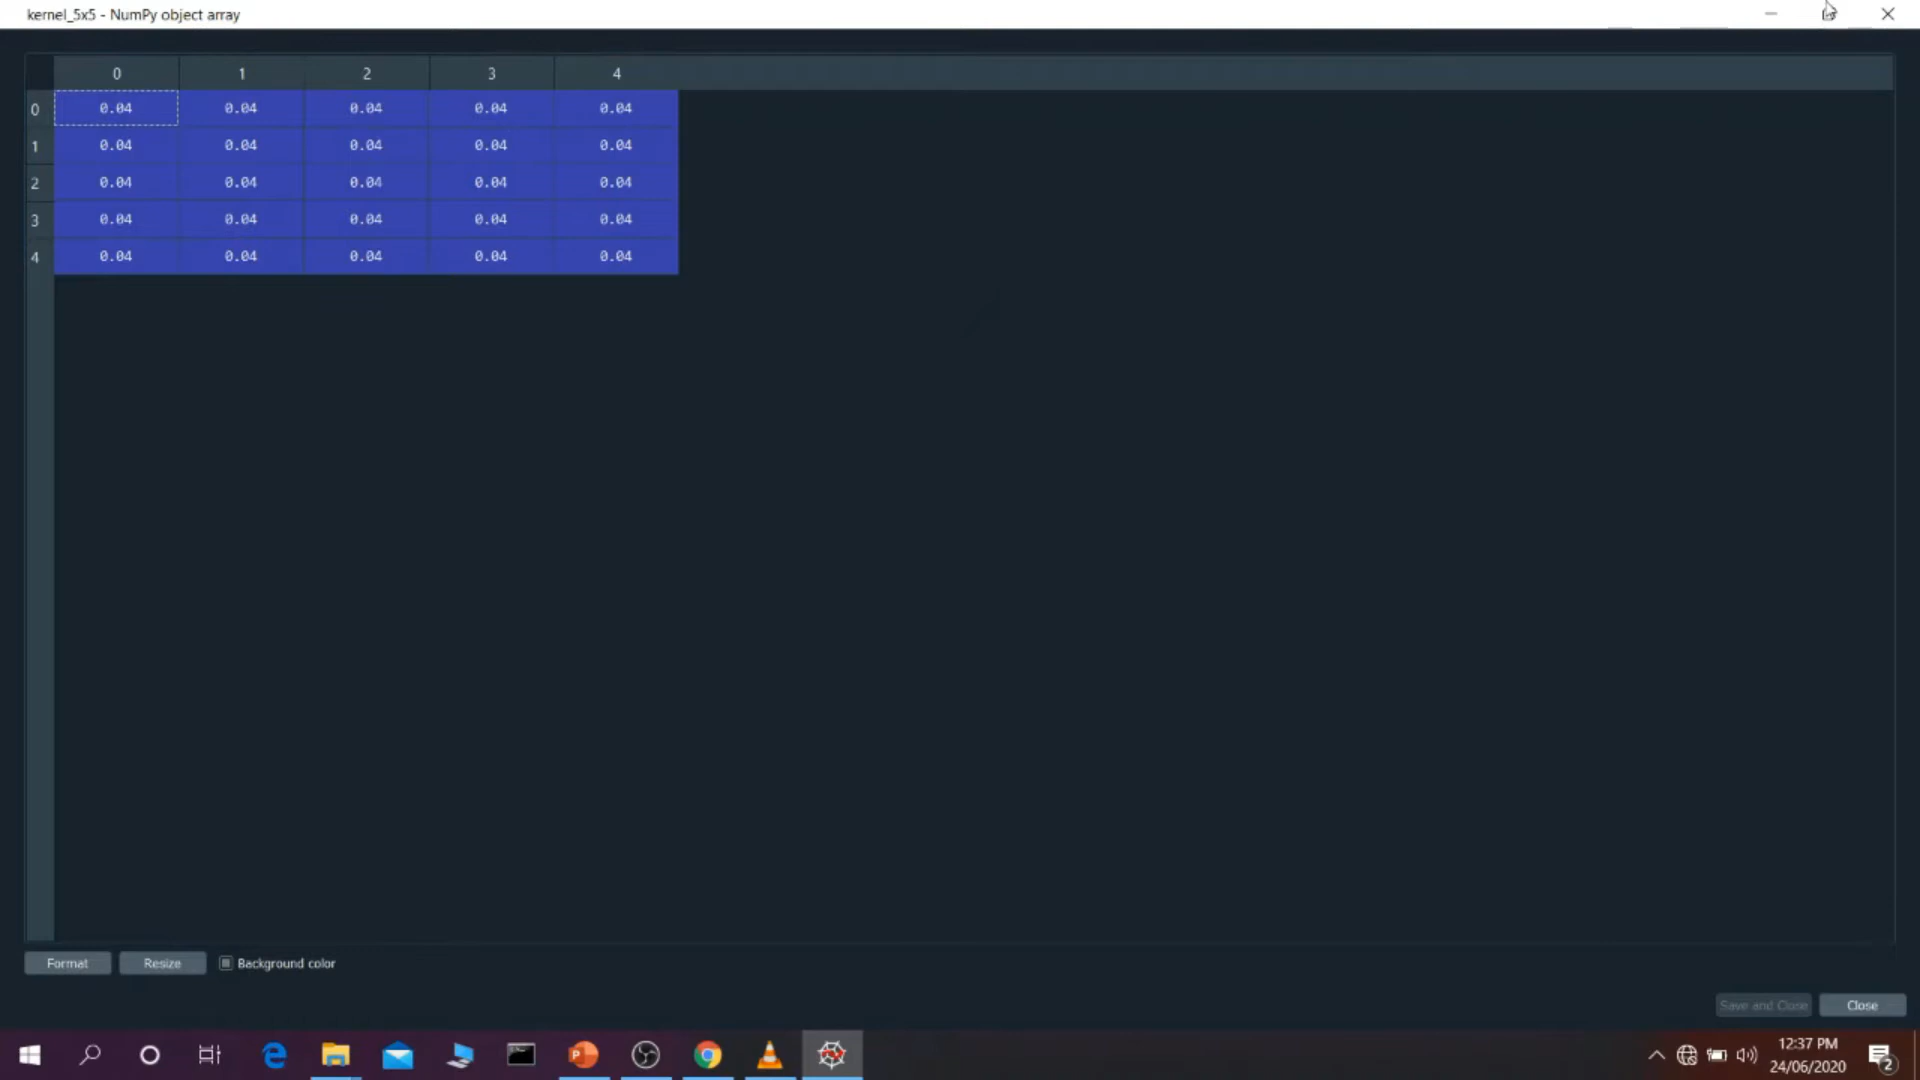 kernel_5x5 - NumPy object array
0 1 2 3 4
0 0.04 0.04 0.04 0.04 0.04
1 0.04 0.04 0.04 0.04 0.04
2 0.04 0.04 0.04 0.04 0.04
3 0.04 0.04 0.04 0.04 0.04
4 0.04 0.04 0.04 0.04 0.04
Format Resize Background color
Save and Close Close
12:37 PM
24/06/2020
2